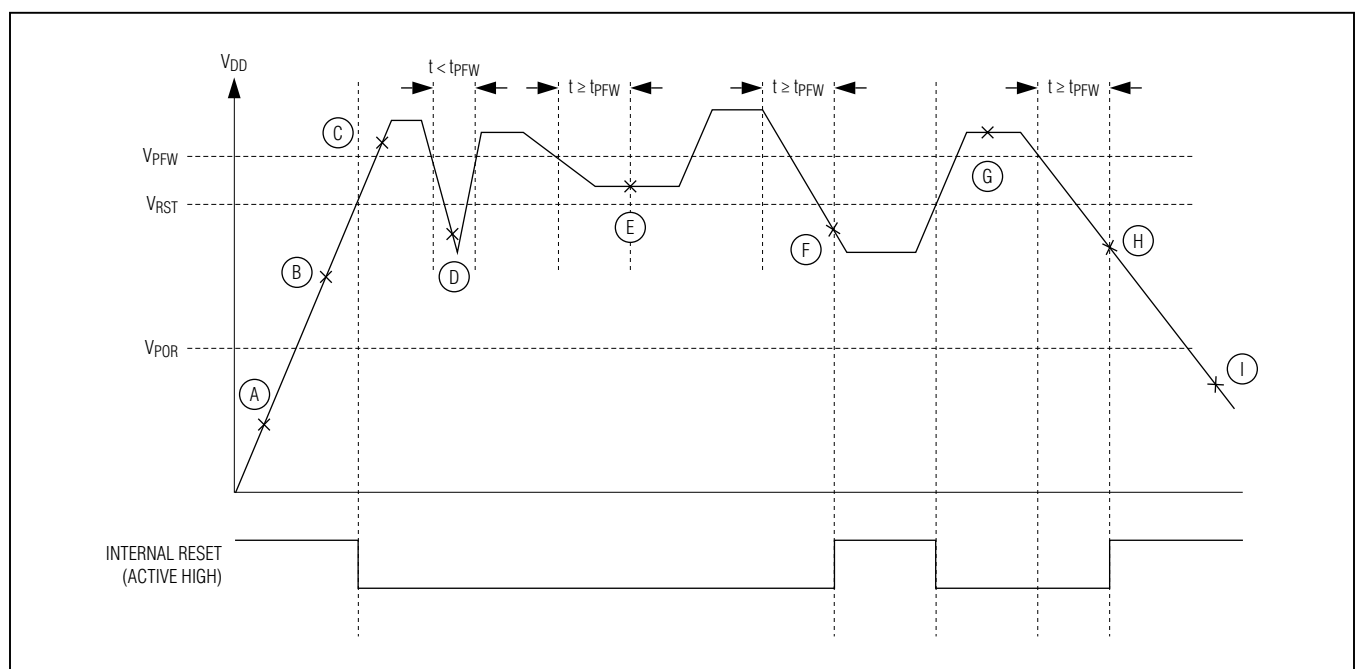 VDD
t < tPFW
t ≥ tPFW
t ≥ tPFW
t ≥ tPFW
C
VPFW
G
VRST
E
F
H
B
D
VPOR
I
A
INTERNAL RESET
(ACTIVE HIGH)